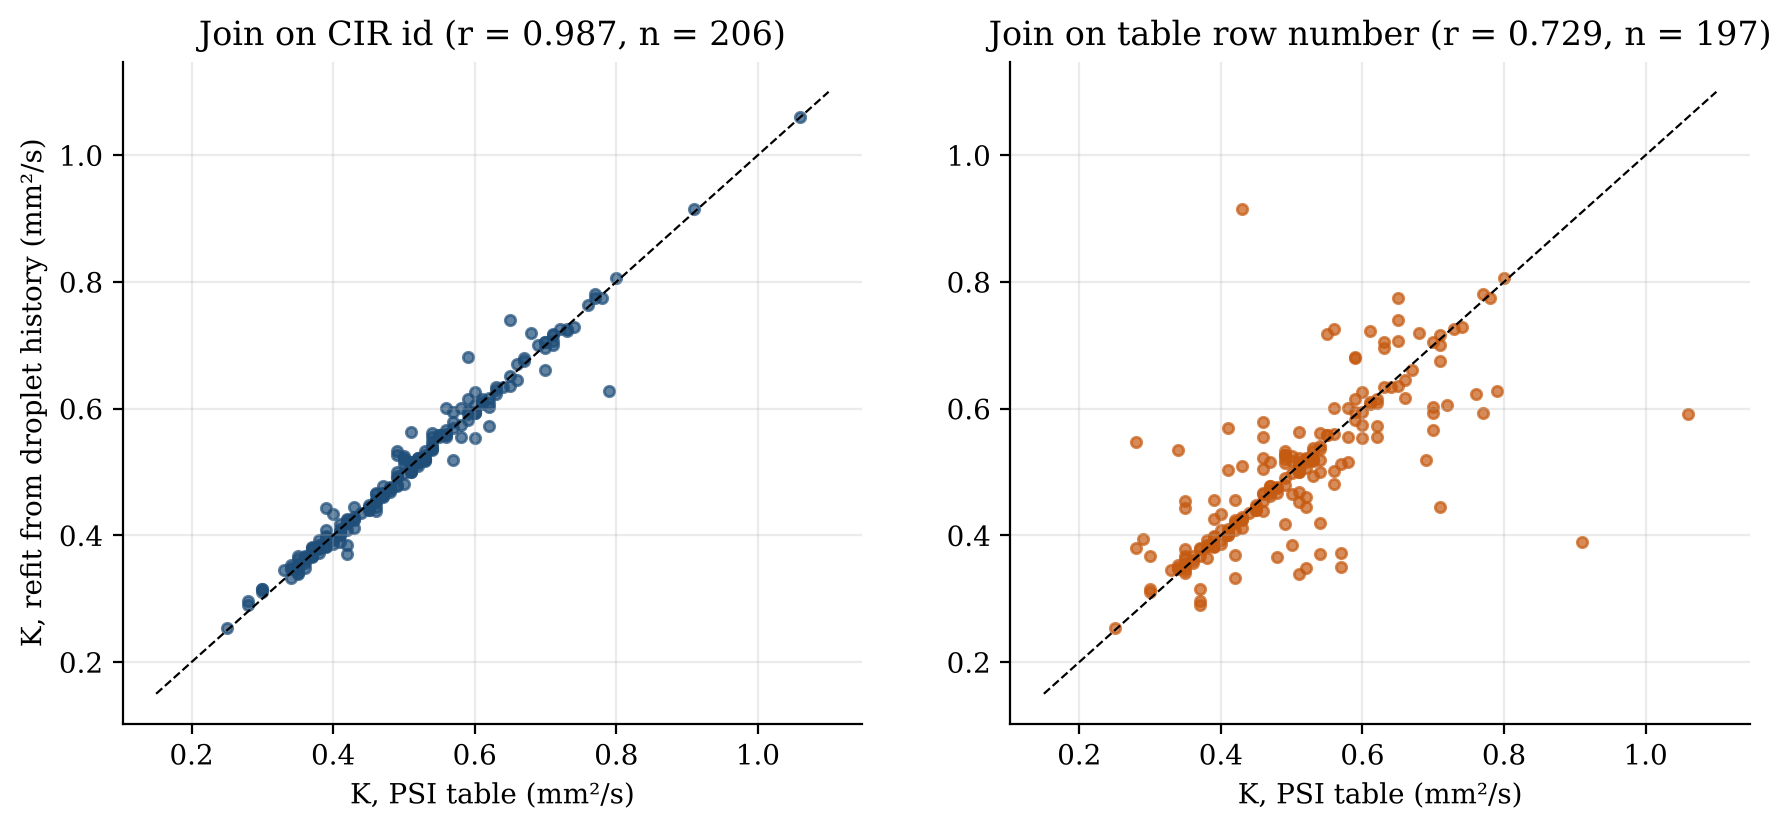 Join on CIR id (r = 0.987, n = 206)
K, refit from droplet history (mm²/s)
1.0
0.8
0.6
0.4
0.2
0.2 0.4 0.6 0.8 1.0
K, PSI table (mm²/s)
Join on table row number (r = 0.729, n = 197)
1.0
0.8
0.6
0.4
0.2
0.2 0.4 0.6 0.8 1.0
K, PSI table (mm²/s)